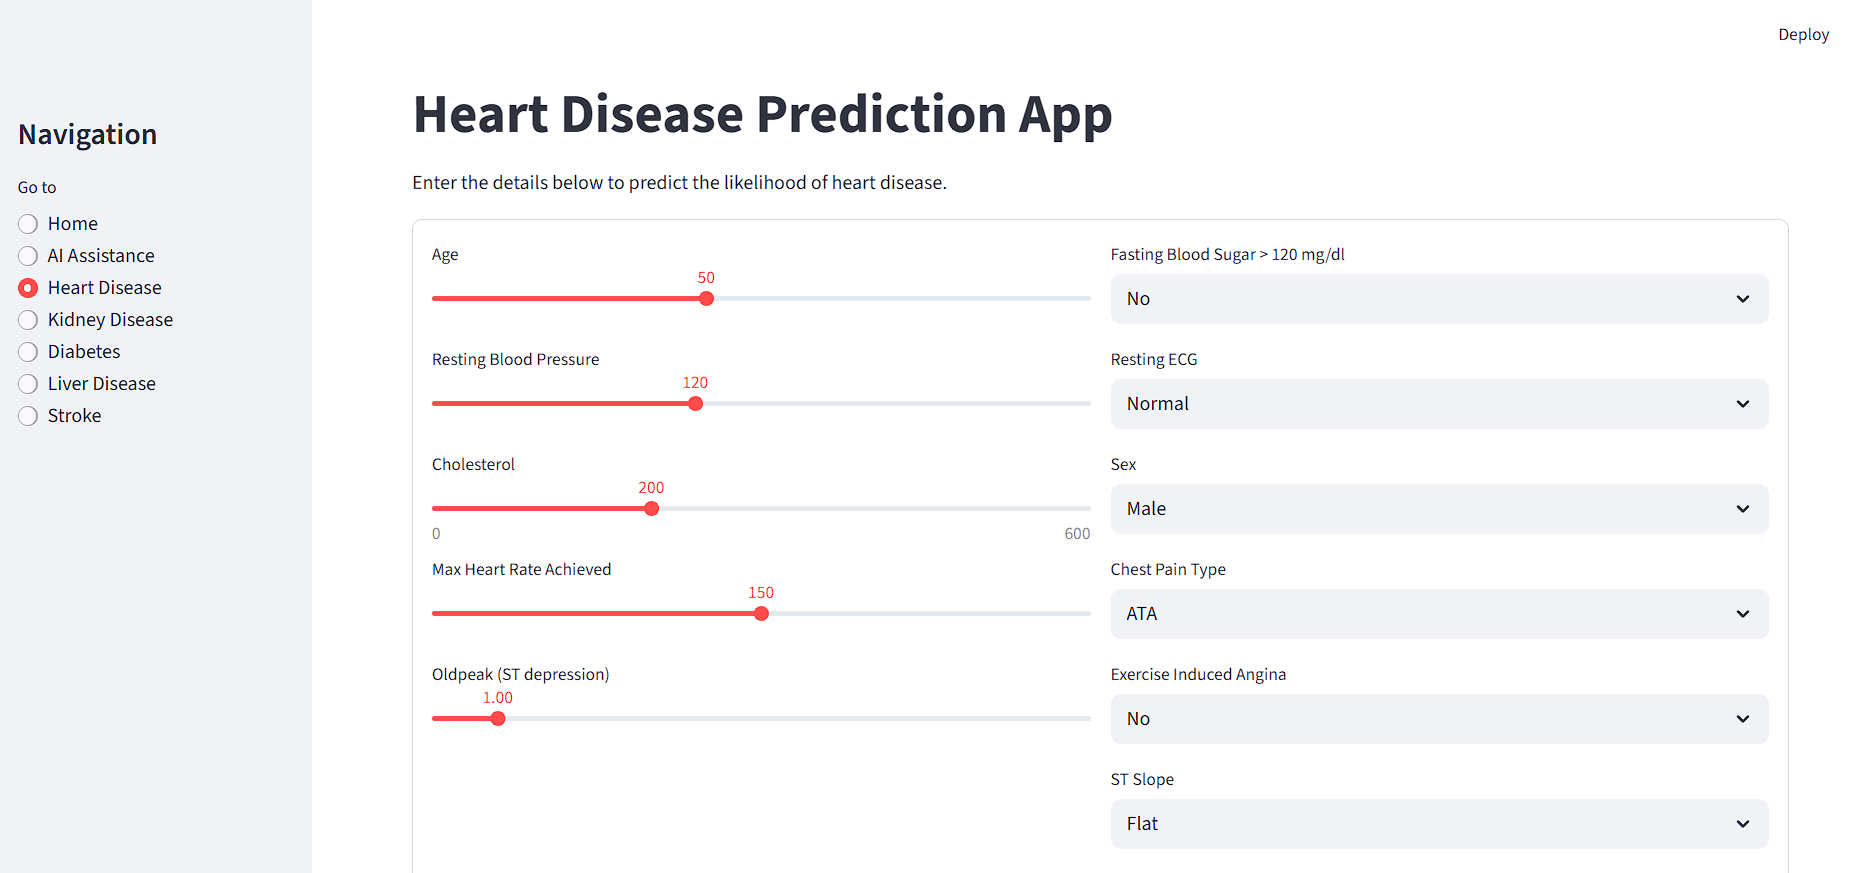 Deploy
Navigation
Go to
Home
AI Assistance
Heart Disease
Kidney Disease
Diabetes
Liver Disease
Stroke
Heart Disease Prediction App
Enter the details below to predict the likelihood of heart disease.
Age
50
Resting Blood Pressure
120
Cholesterol
200
0
600
Max Heart Rate Achieved
150
Oldpeak (ST depression)
1.00
Fasting Blood Sugar > 120 mg/dl
No
Resting ECG
Normal
Sex
Male
Chest Pain Type
ATA
Exercise Induced Angina
No
ST Slope
Flat